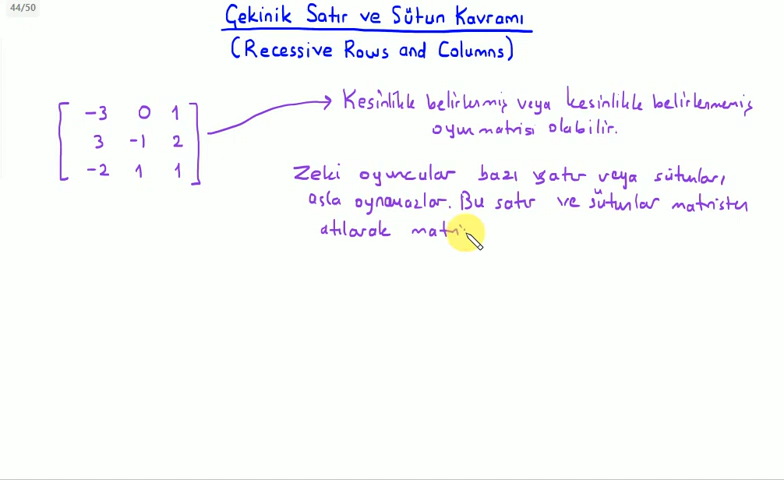 44/50
Çekinik Satır ve Sütun Kavramı
(Recessive Rows and Columns)
-3 0 1
3 -1 2
-2 1 1
Kesinlikle belirlenmiş veya kesinlikle belirlenmemiş
oyun matrisi olabilir.
Zeki oyuncular bazı satır veya sütunları
asla oynamazlar. Bu satır ve sütunlar matristen
atılarak matri